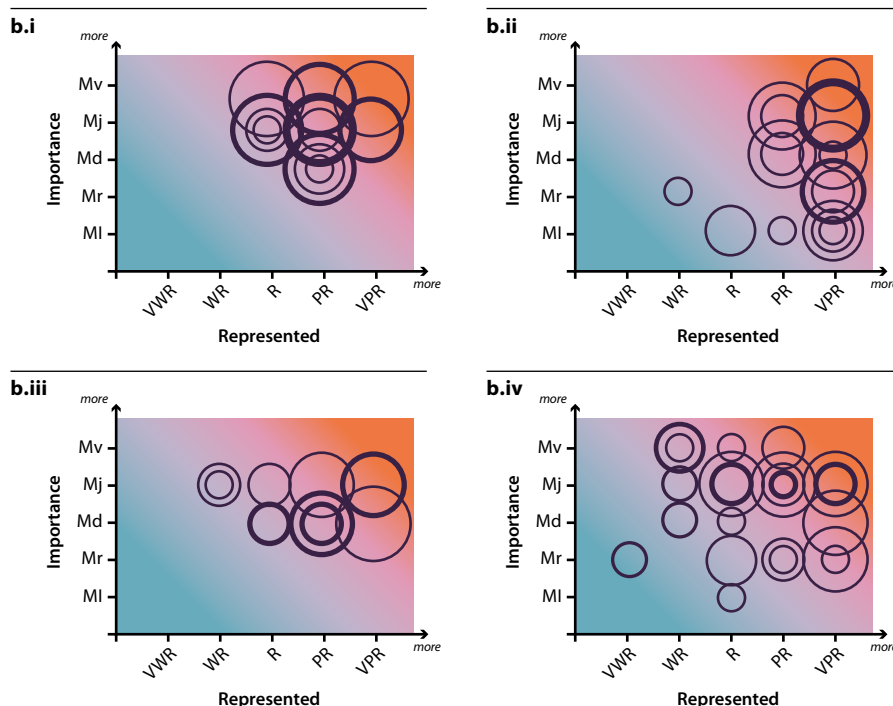 b.i
more
Mv
Mj
Md
Mr
Ml
Importance
VWR
WR
R
PR
VPR
more
Represented
b.ii
more
Mv
Mj
Md
Mr
Ml
Importance
VWR
WR
R
PR
VPR
more
Represented
b.iii
more
Mv
Mj
Md
Mr
Ml
Importance
VWR
WR
R
PR
VPR
more
Represented
b.iv
more
Mv
Mj
Md
Mr
Ml
Importance
VWR
WR
R
PR
VPR
more
Represented